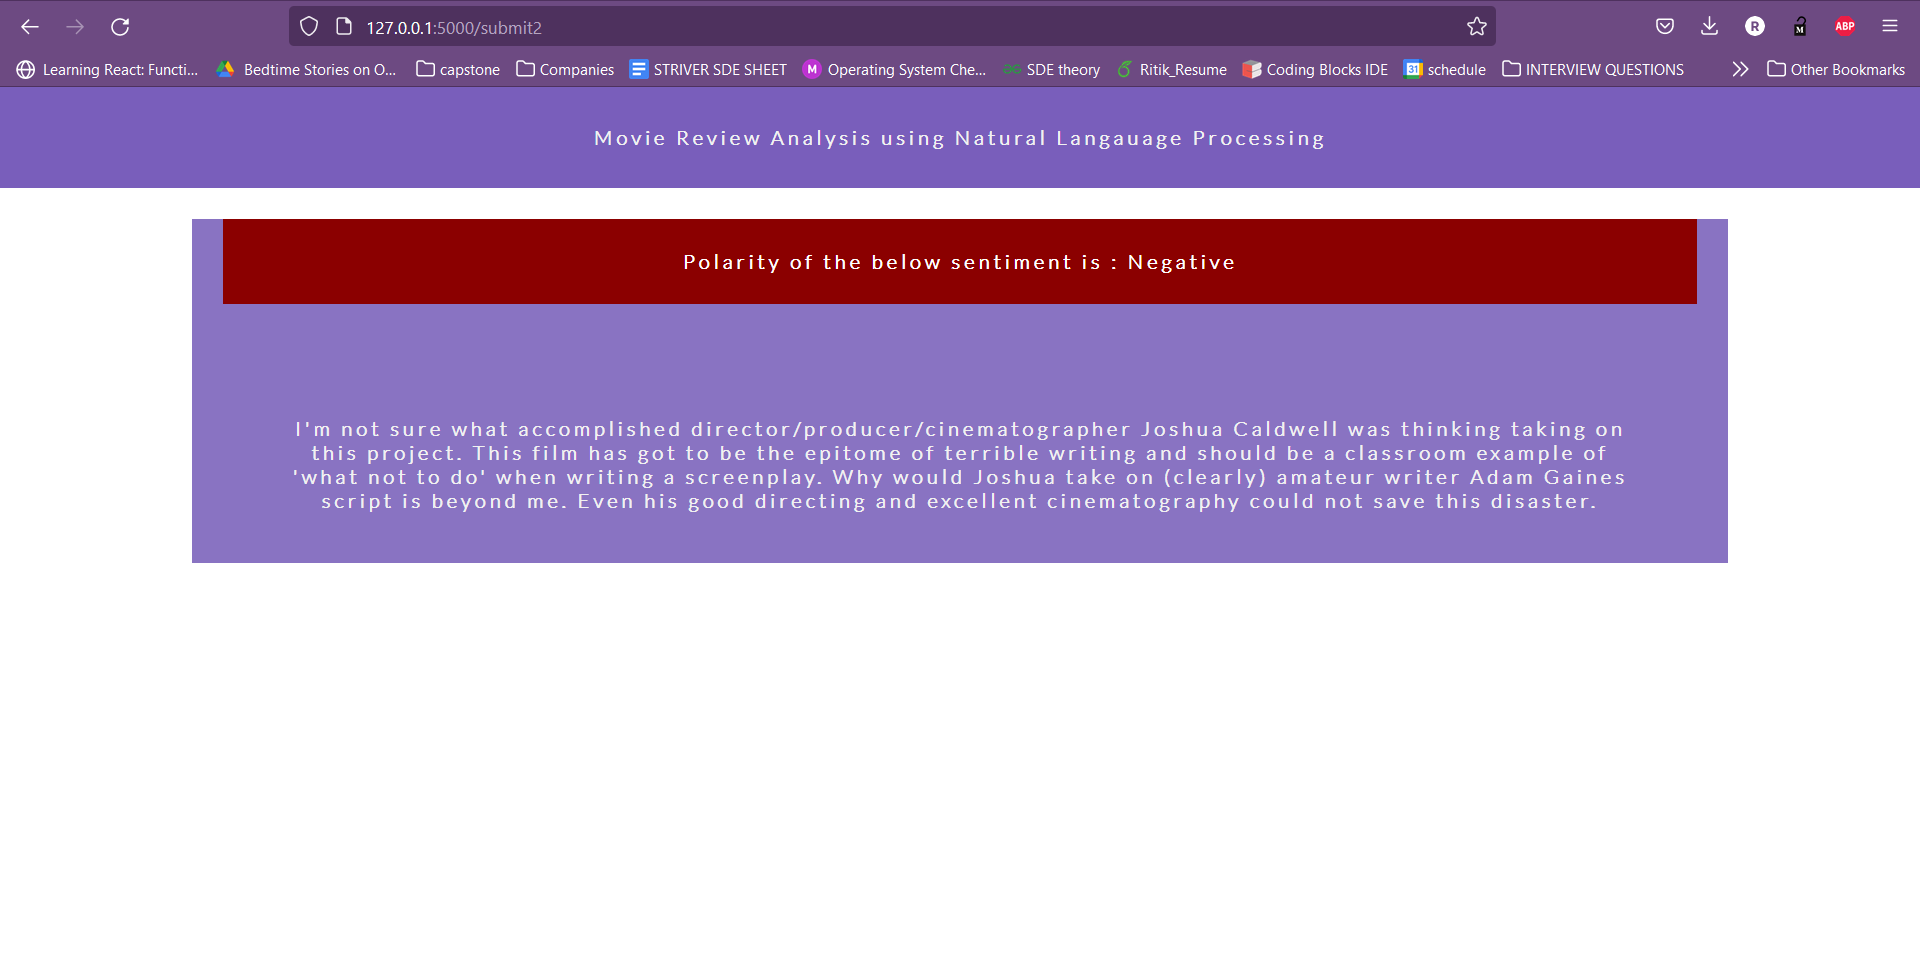 127.0.0.1:5000/submit2
R
M
ABP
Learning React: Functi... Bedtime Stories on O... capstone Companies STRIVER SDE SHEET M Operating System Che... SDE theory Ritik_Resume Coding Blocks IDE 31 schedule INTERVIEW QUESTIONS Other Bookmarks
Movie Review Analysis using Natural Langauage Processing
Polarity of the below sentiment is : Negative
I'm not sure what accomplished director/producer/cinematographer Joshua Caldwell was thinking taking on
this project. This film has got to be the epitome of terrible writing and should be a classroom example of
'what not to do' when writing a screenplay. Why would Joshua take on (clearly) amateur writer Adam Gaines
script is beyond me. Even his good directing and excellent cinematography could not save this disaster.